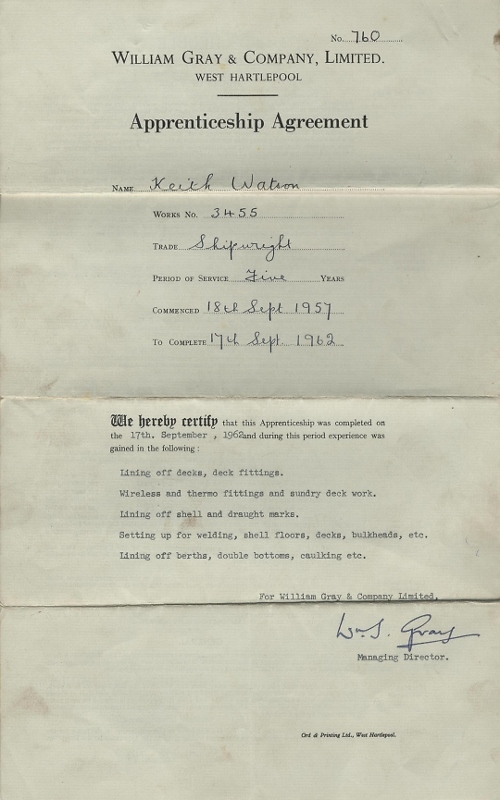 No. 760
WILLIAM GRAY & COMPANY, LIMITED.
WEST HARTLEPOOL
Apprenticeship Agreement
NAME Keith Watson
WORKS NO. 3455
TRADE Shipwright
PERIOD OF SERVICE Five YEARS
COMMENCED 18th Sept 1957
TO COMPLETE 17th Sept. 1962
We hereby certify that this Apprenticeship was completed on
the 17th. September , 1962 and during this period experience was
gained in the following :
Lining off decks, deck fittings.
Wireless and thermo fittings and sundry deck work.
Lining off shell and draught marks.
Setting up for welding, shell floors, decks, bulkheads, etc.
Lining off berths, double bottoms, caulking etc.
For William Gray & Company Limited.
Wm. J. Gray
Managing Director.
Ord & Printing Ltd., West Hartlepool.